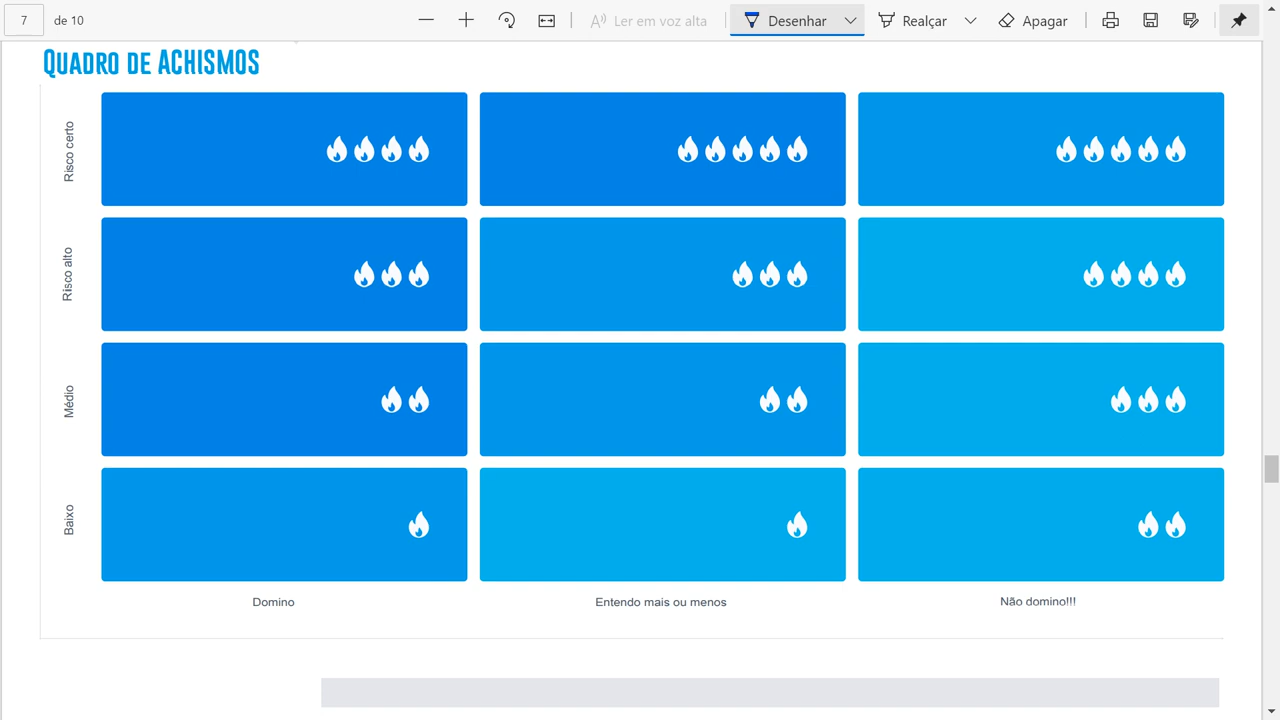 7 de 10 Ler em voz alta Desenhar Realçar Apagar
QUADRO DE ACHISMOS
Risco certo
Risco alto
Médio
Baixo
Domino Entendo mais ou menos Não domino!!!